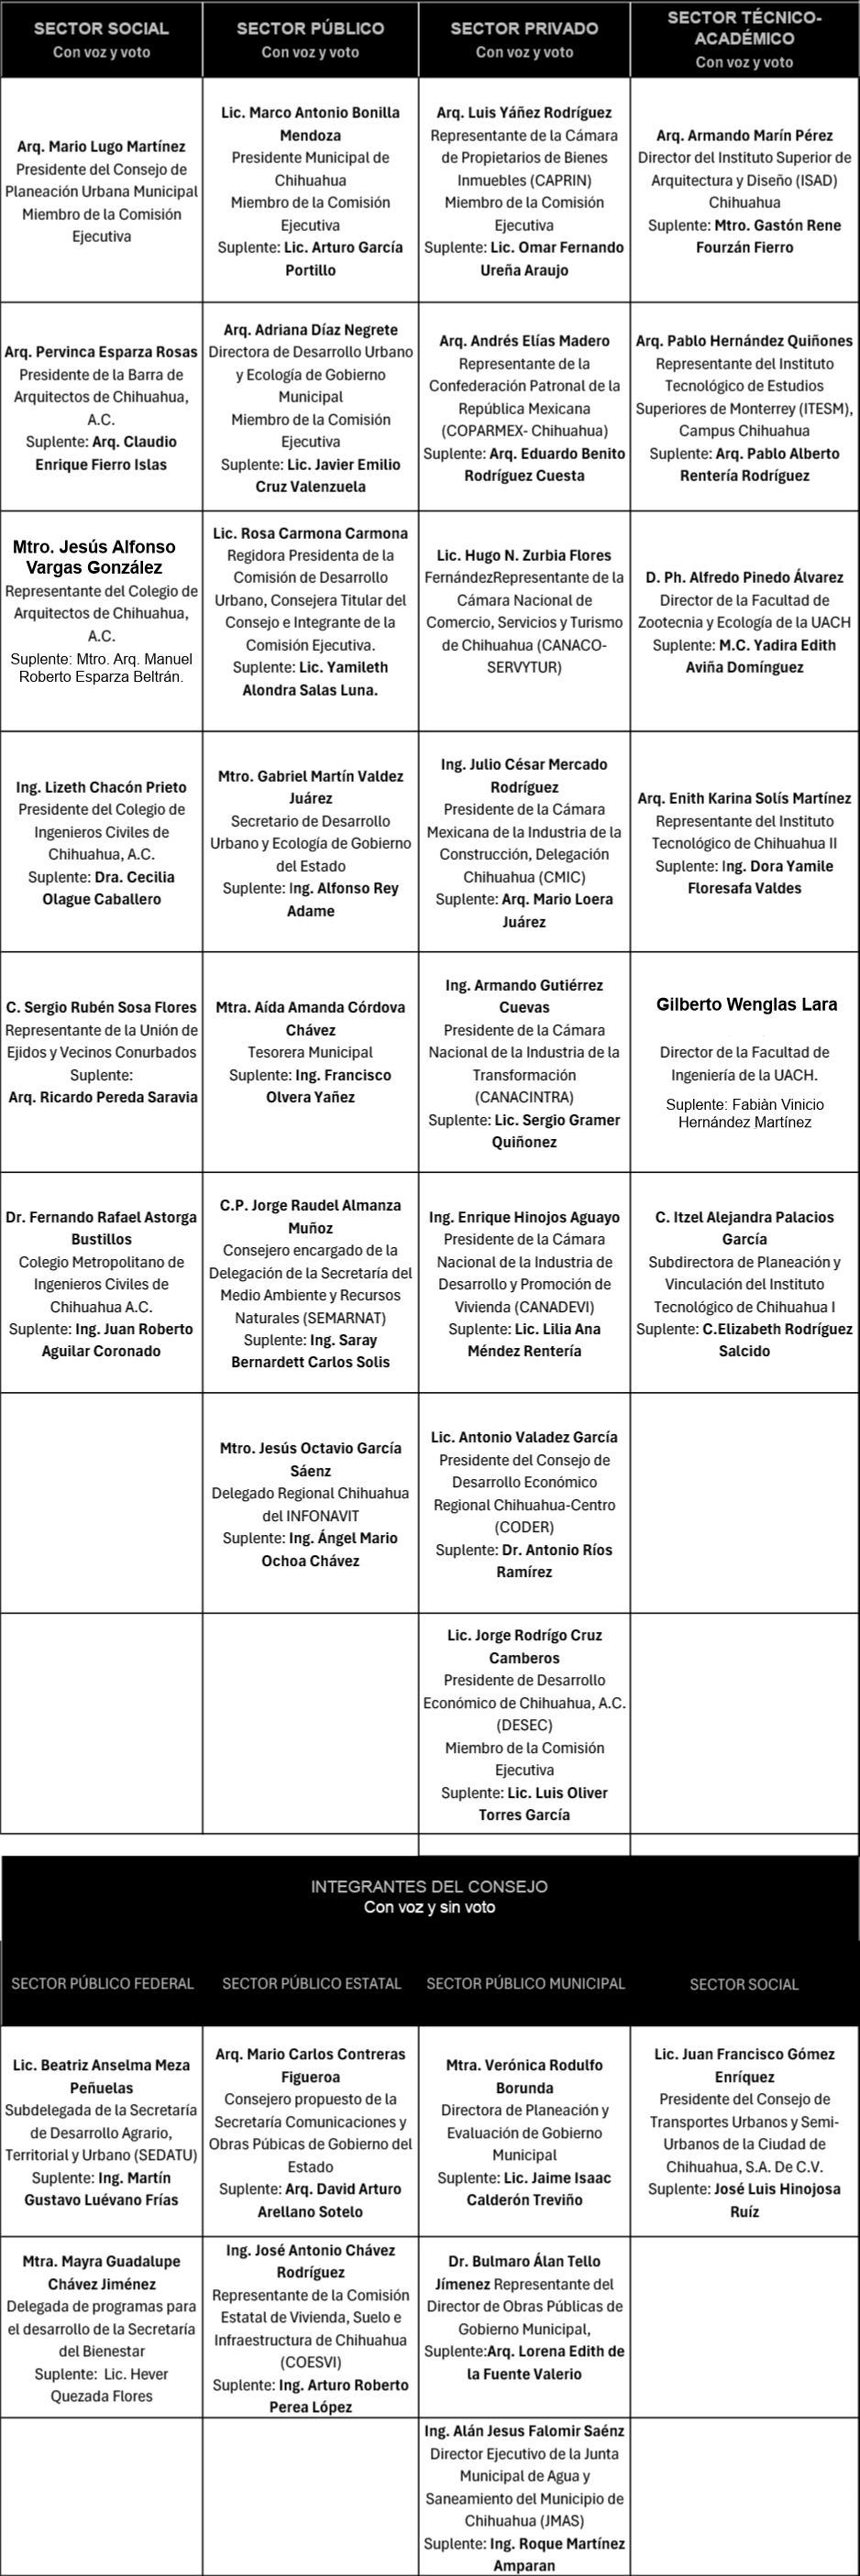 SECTOR SOCIAL
Con voz y voto
SECTOR PÚBLICO
Con voz y voto
SECTOR PRIVADO
Con voz y voto
SECTOR TÉCNICO-
ACADÉMICO
Con voz y voto
Arq. Mario Lugo Martínez
Presidente del Consejo de
Planeación Urbana Municipal
Miembro de la Comisión
Ejecutiva
Lic. Marco Antonio Bonilla
Mendoza
Presidente Municipal de
Chihuahua
Miembro de la Comisión
Ejecutiva
Suplente: Lic. Arturo García
Portillo
Arq. Luis Yáñez Rodríguez
Representante de la Cámara
de Propietarios de Bienes
Inmuebles (CAPRIN)
Miembro de la Comisión
Ejecutiva
Suplente: Lic. Omar Fernando
Ureña Araujo
Arq. Armando Marín Pérez
Director del Instituto Superior de
Arquitectura y Diseño (ISAD)
Chihuahua
Suplente: Mtro. Gastón Rene
Fourzán Fierro
Arq. Pervinca Esparza Rosas
Presidente de la Barra de
Arquitectos de Chihuahua,
A.C.
Suplente: Arq. Claudio
Enrique Fierro Islas
Arq. Adriana Díaz Negrete
Directora de Desarrollo Urbano
y Ecología de Gobierno
Municipal
Miembro de la Comisión
Ejecutiva
Suplente: Lic. Javier Emilio
Cruz Valenzuela
Arq. Andrés Elías Madero
Representante de la
Confederación Patronal de la
República Mexicana
(COPARMEX- Chihuahua)
Suplente: Arq. Eduardo Benito
Rodríguez Cuesta
Arq. Pablo Hernández Quiñones
Representante del Instituto
Tecnológico de Estudios
Superiores de Monterrey (ITESM),
Campus Chihuahua
Suplente: Arq. Pablo Alberto
Rentería Rodríguez
Mtro. Jesús Alfonso
Vargas González
Representante del Colegio de
Arquitectos de Chihuahua,
A.C.
Suplente: Mtro. Arq. Manuel
Roberto Esparza Beltrán.
Lic. Rosa Carmona Carmona
Regidora Presidenta de la
Comisión de Desarrollo
Urbano, Consejera Titular del
Consejo e Integrante de la
Comisión Ejecutiva.
Suplente: Lic. Yamileth
Alondra Salas Luna.
Lic. Hugo N. Zurbia Flores
FernándezRepresentante de la
Cámara Nacional de
Comercio, Servicios y Turismo
de Chihuahua (CANACO-
SERVYTUR)
D. Ph. Alfredo Pinedo Álvarez
Director de la Facultad de
Zootecnia y Ecología de la UACH
Suplente: M.C. Yadira Edith
Aviña Domínguez
Ing. Lizeth Chacón Prieto
Presidente del Colegio de
Ingenieros Civiles de
Chihuahua, A.C.
Suplente: Dra. Cecilia
Olague Caballero
Mtro. Gabriel Martín Valdez
Juárez
Secretario de Desarrollo
Urbano y Ecología de Gobierno
del Estado
Suplente: Ing. Alfonso Rey
Adame
Ing. Julio César Mercado
Rodríguez
Presidente de la Cámara
Mexicana de la Industria de la
Construcción, Delegación
Chihuahua (CMIC)
Suplente: Arq. Mario Loera
Juárez
Arq. Enith Karina Solís Martínez
Representante del Instituto
Tecnológico de Chihuahua II
Suplente: Ing. Dora Yamile
Floresafa Valdes
C. Sergio Rubén Sosa Flores
Representante de la Unión de
Ejidos y Vecinos Conurbados
Suplente:
Arq. Ricardo Pereda Saravia
Mtra. Aída Amanda Córdova
Chávez
Tesorera Municipal
Suplente: Ing. Francisco
Olvera Yañez
Ing. Armando Gutiérrez
Cuevas
Presidente de la Cámara
Nacional de la Industria de la
Transformación
(CANACINTRA)
Suplente: Lic. Sergio Gramer
Quiñonez
Gilberto Wenglas Lara
Director de la Facultad de
Ingeniería de la UACH.
Suplente: Fabiàn Vinicio
Hernández Martínez
Dr. Fernando Rafael Astorga
Bustillos
Colegio Metropolitano de
Ingenieros Civiles de
Chihuahua A.C.
Suplente: Ing. Juan Roberto
Aguilar Coronado
C.P. Jorge Raudel Almanza
Muñoz
Consejero encargado de la
Delegación de la Secretaría del
Medio Ambiente y Recursos
Naturales (SEMARNAT)
Suplente: Ing. Saray
Bernardett Carlos Solis
Ing. Enrique Hinojos Aguayo
Presidente de la Cámara
Nacional de la Industria de
Desarrollo y Promoción de
Vivienda (CANADEVI)
Suplente: Lic. Lilia Ana
Méndez Rentería
C. Itzel Alejandra Palacios
García
Subdirectora de Planeación y
Vinculación del Instituto
Tecnológico de Chihuahua I
Suplente: C.Elizabeth Rodríguez
Salcido
Mtro. Jesús Octavio García
Sáenz
Delegado Regional Chihuahua
del INFONAVIT
Suplente: Ing. Ángel Mario
Ochoa Chávez
Lic. Antonio Valadez García
Presidente del Consejo de
Desarrollo Económico
Regional Chihuahua-Centro
(CODER)
Suplente: Dr. Antonio Ríos
Ramírez
Lic. Jorge Rodrígo Cruz
Camberos
Presidente de Desarrollo
Económico de Chihuahua, A.C.
(DESEC)
Miembro de la Comisión
Ejecutiva
Suplente: Lic. Luis Oliver
Torres García
INTEGRANTES DEL CONSEJO
Con voz y sin voto
SECTOR PÚBLICO FEDERAL
SECTOR PÚBLICO ESTATAL
SECTOR PÚBLICO MUNICIPAL
SECTOR SOCIAL
Lic. Beatriz Anselma Meza
Peñuelas
Subdelegada de la Secretaría
de Desarrollo Agrario,
Territorial y Urbano (SEDATU)
Suplente: Ing. Martín
Gustavo Luévano Frías
Arq. Mario Carlos Contreras
Figueroa
Consejero propuesto de la
Secretaría Comunicaciones y
Obras Púbicas de Gobierno del
Estado
Suplente: Arq. David Arturo
Arellano Sotelo
Mtra. Verónica Rodulfo
Borunda
Directora de Planeación y
Evaluación de Gobierno
Municipal
Suplente: Lic. Jaime Isaac
Calderón Treviño
Lic. Juan Francisco Gómez
Enríquez
Presidente del Consejo de
Transportes Urbanos y Semi-
Urbanos de la Ciudad de
Chihuahua, S.A. De C.V.
Suplente: José Luis Hinojosa
Ruíz
Mtra. Mayra Guadalupe
Chávez Jiménez
Delegada de programas para
el desarrollo de la Secretaría
del Bienestar
Suplente: Lic. Hever
Quezada Flores
Ing. José Antonio Chávez
Rodríguez
Representante de la Comisión
Estatal de Vivienda, Suelo e
Infraestructura de Chihuahua
(COESVI)
Suplente: Ing. Arturo Roberto
Perea López
Dr. Bulmaro Álan Tello
Jímenez Representante del
Director de Obras Públicas de
Gobierno Municipal,
Suplente:Arq. Lorena Edith de
la Fuente Valerio
Ing. Alán Jesus Falomir Saénz
Director Ejecutivo de la Junta
Municipal de Agua y
Saneamiento del Municipio de
Chihuahua (JMAS)
Suplente: Ing. Roque Martínez
Amparan